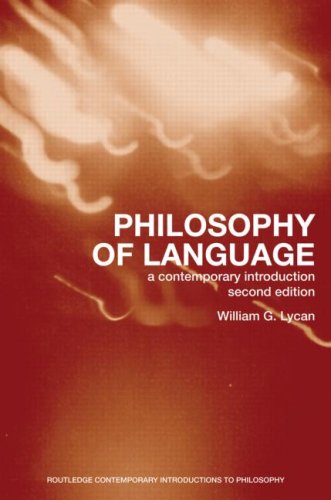 PHILOSOPHY
OF LANGUAGE
a contemporary introduction
second edition
William G. Lycan
ROUTLEDGE CONTEMPORARY INTRODUCTIONS TO PHILOSOPHY